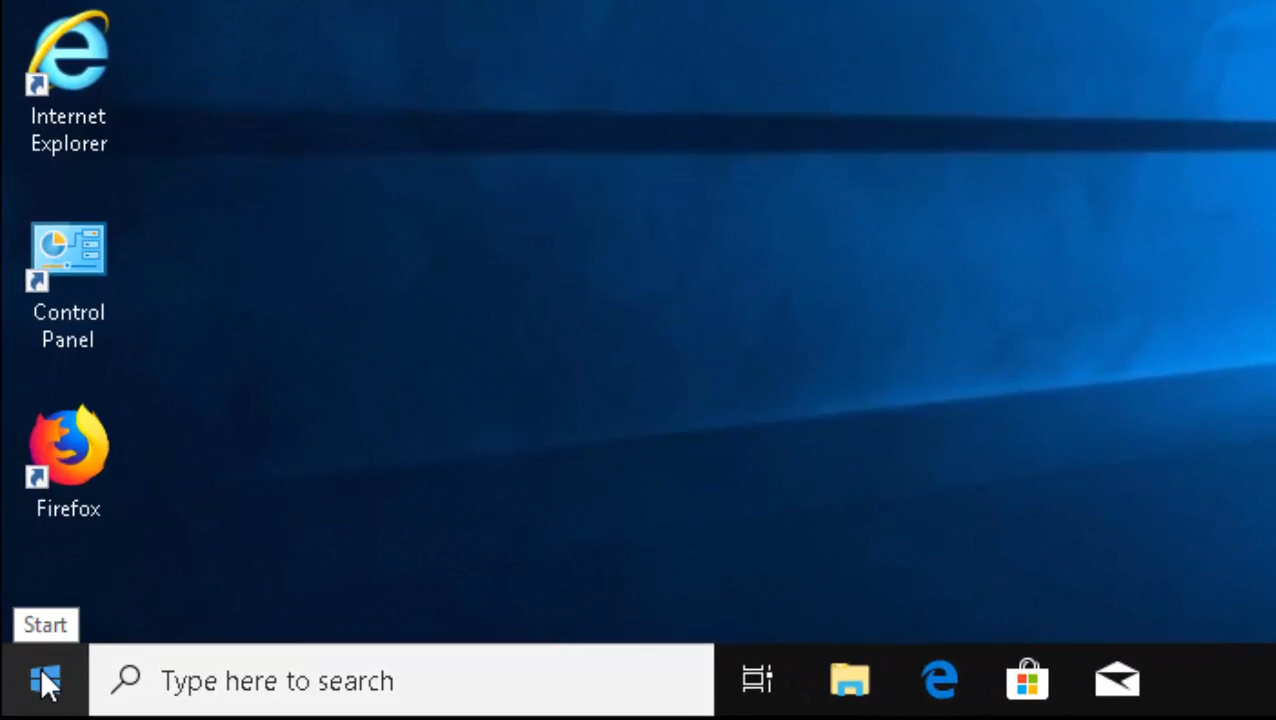 Internet
Explorer
Control
Panel
Firefox
Start
Type here to search